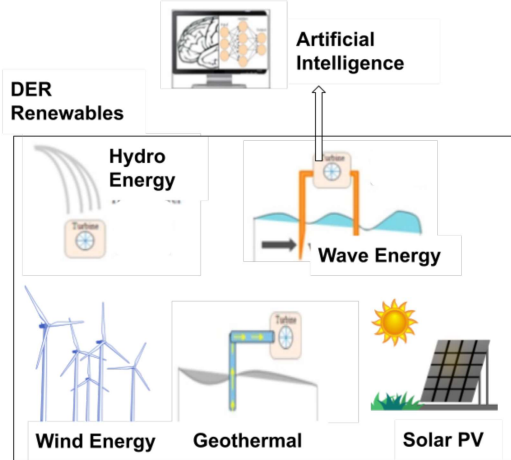 Artificial
Intelligence
DER
Renewables
Hydro
Energy
Turbine
Turbine
Wave Energy
Turbine
Wind Energy
Geothermal
Solar PV